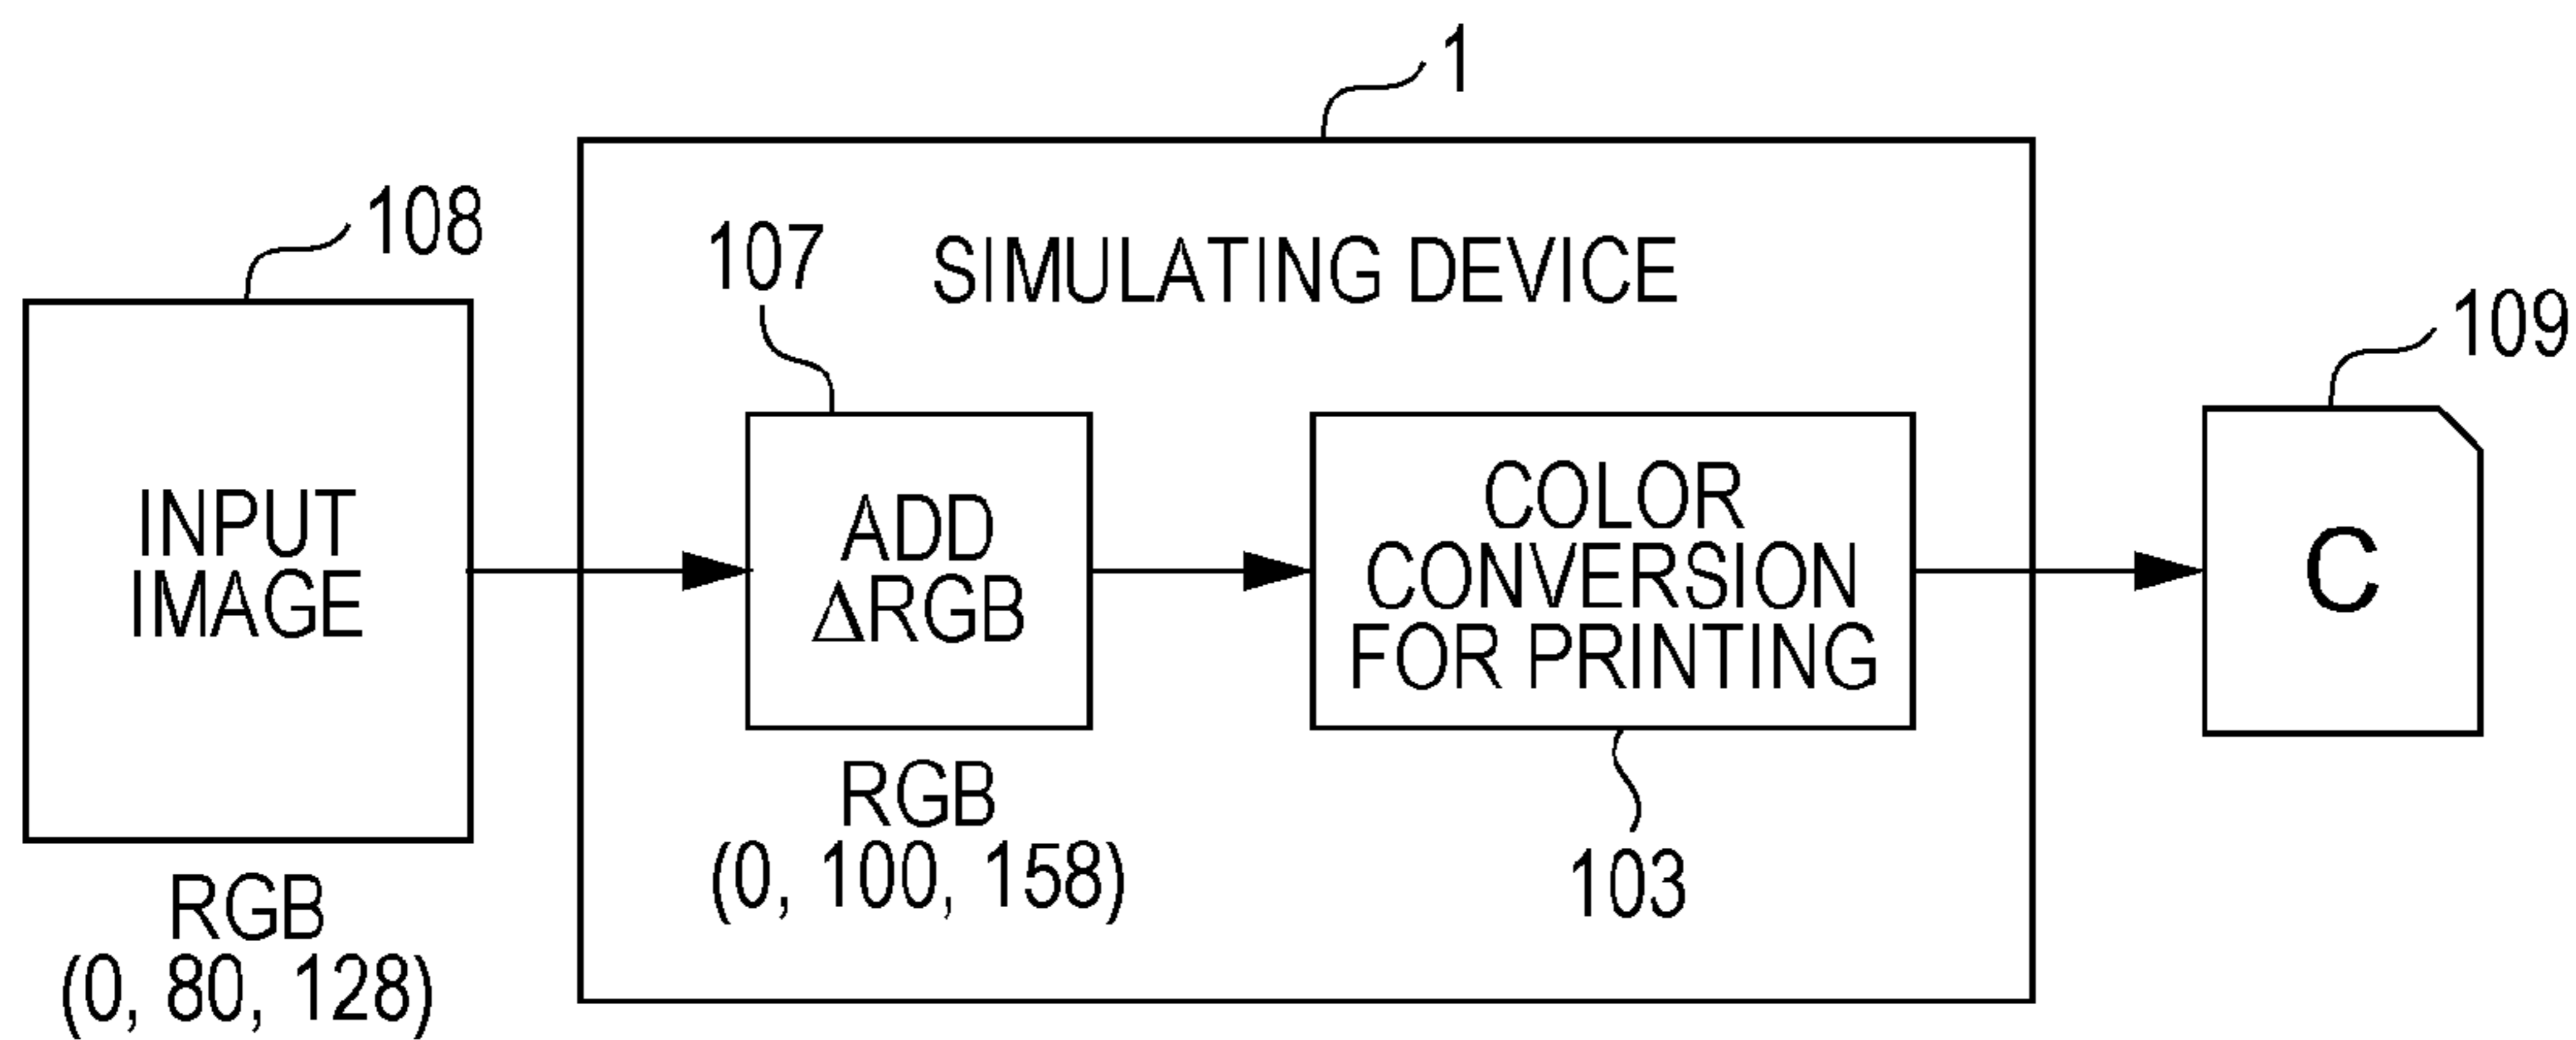 1
108
107
SIMULATING DEVICE
109
INPUT
IMAGE
ADD
ΔRGB
COLOR
CONVERSION
FOR PRINTING
C
RGB
(0, 100, 158)
103
RGB
(0, 80, 128)